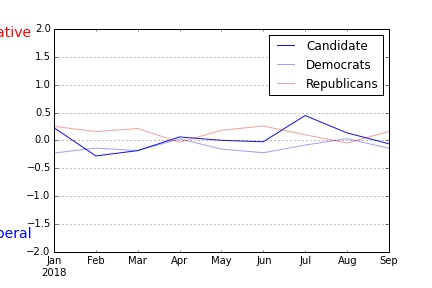 2.0
ative
Candidate
Democrats
Republicans
1.5
1.0
0.5
0.0
−0.5
−1.0
−1.5
beral
−2.0
Jan Feb Mar Apr May Jun Jul Aug Sep
2018